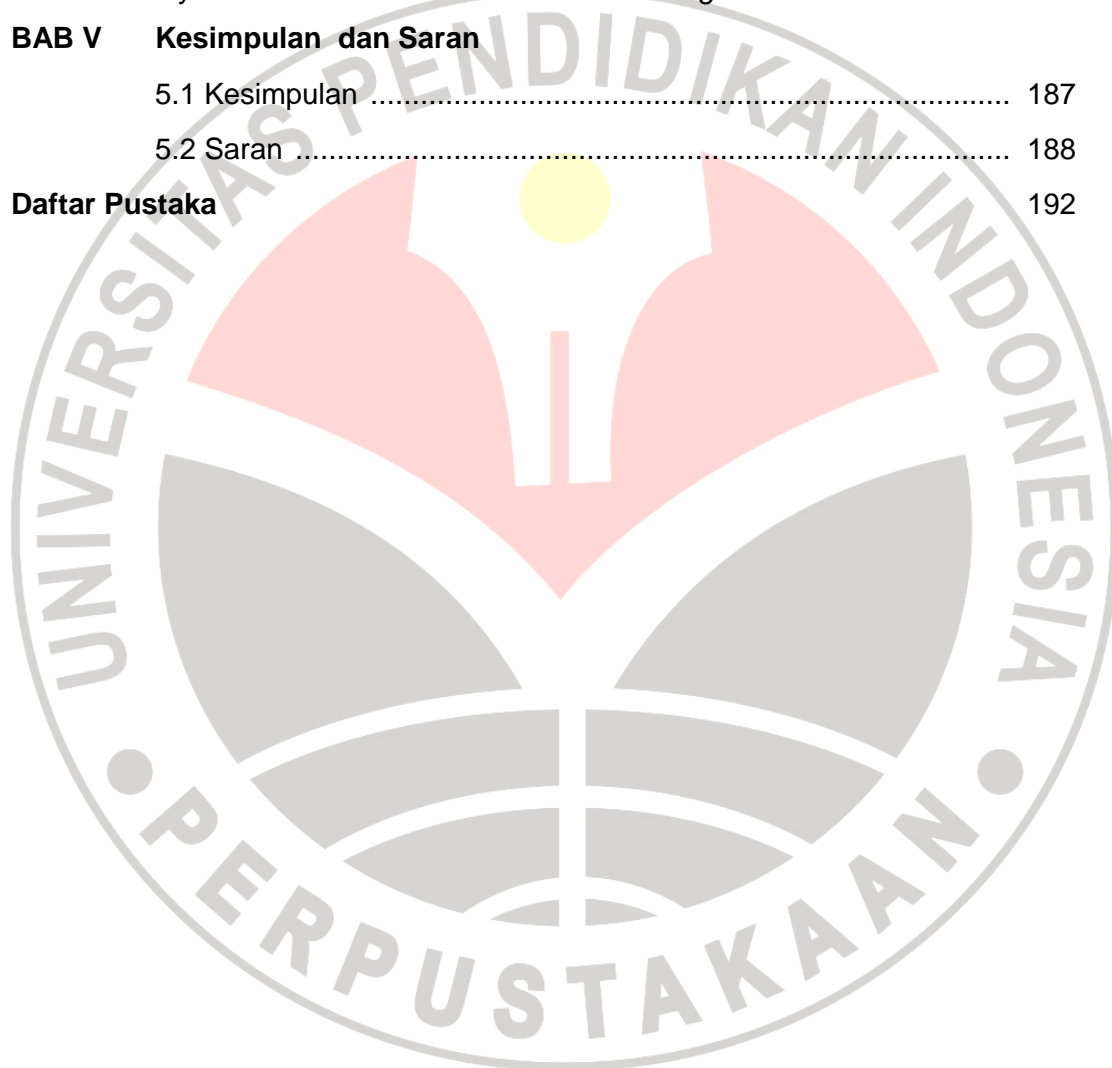 BAB V Kesimpulan dan Saran
5.1 Kesimpulan ................................................................................ 187
5.2 Saran ......................................................................................... 188
Daftar Pustaka 192
UNIVERSITAS PENDIDIKAN INDONESIA
PERPUSTAKAAN